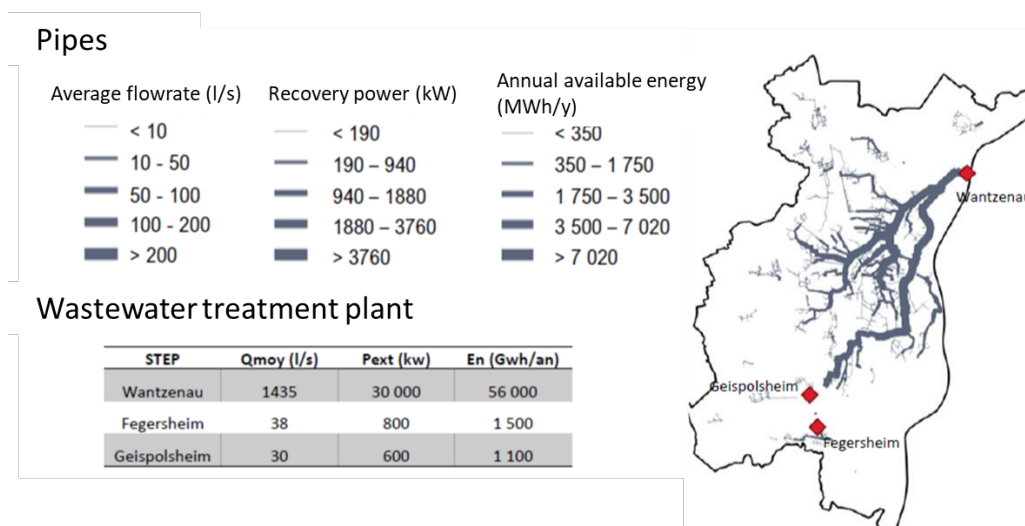 Pipes
Average flowrate (l/s)
< 10
10 - 50
50 - 100
100 - 200
> 200
Recovery power (kW)
< 190
190 – 940
940 – 1880
1880 – 3760
> 3760
Annual available energy
(MWh/y)
< 350
350 – 1 750
1 750 – 3 500
3 500 – 7 020
> 7 020
Wastewater treatment plant
STEP Qmoy (l/s) Pext (kw) En (Gwh/an)
Wantzenau 1435 30 000 56 000
Fegersheim 38 800 1 500
Geispolsheim 30 600 1 100
Wantzenau
Geispolsheim
Fegersheim